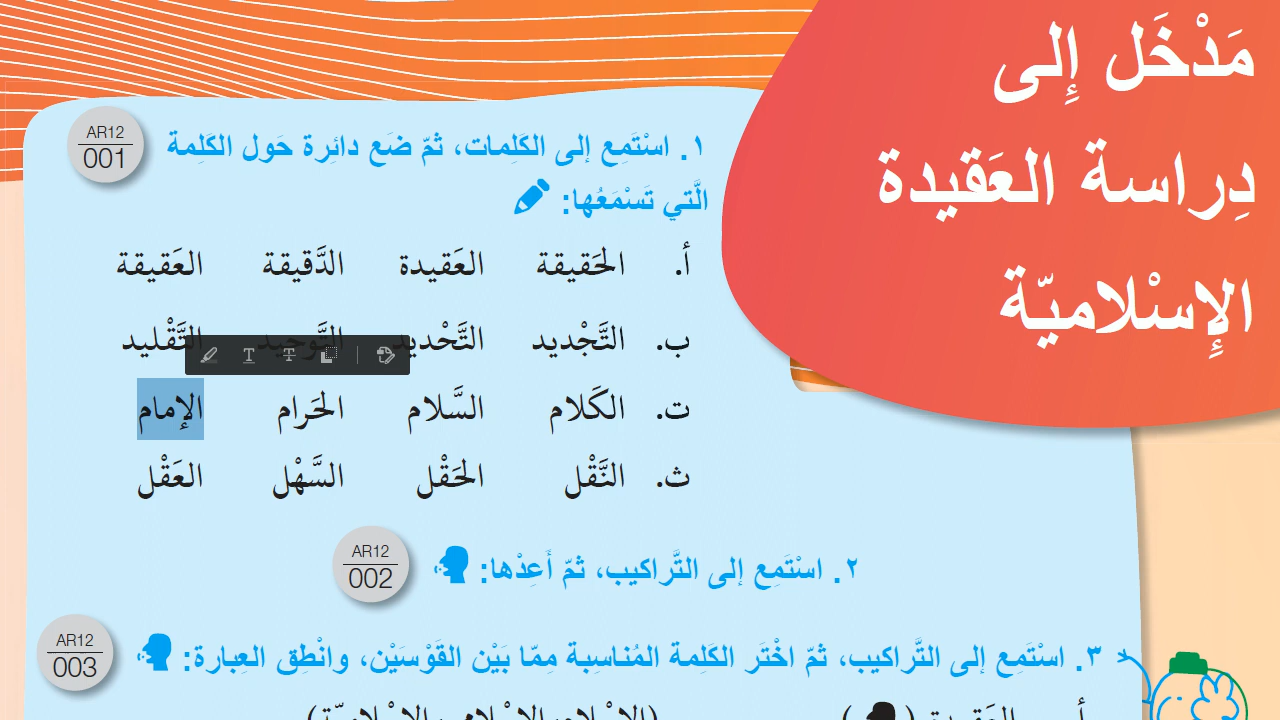 مَدْخَل إِلى
دِراسة العَقيدة
الإِسْلاميّة
AR12
001
١. اسْتَمِع إلى الكَلِمات، ثمّ ضَع دائِرة حَول الكَلِمة
الَّتي تَسْمَعُها:
أ. الحَقيقة العَقيدة الدَّقيقة العَقيقة
ب. التَّجْديد التَّحْديد التَّوحيد التَّقْليد
ت. الكَلام السَّلام الحَرام الإمام
ث. النَّقْل الحَقْل السَّهْل العَقْل
٢. اسْتَمِع إلى التَّراكيب، ثمّ أَعِدْها:
AR12
002
٣. اسْتَمِع إلى التَّراكيب، ثمّ اخْتَر الكَلِمة المُناسِبة مِمّا بَيْن القَوْسَيْن، وانْطِق العِبارة:
AR12
003